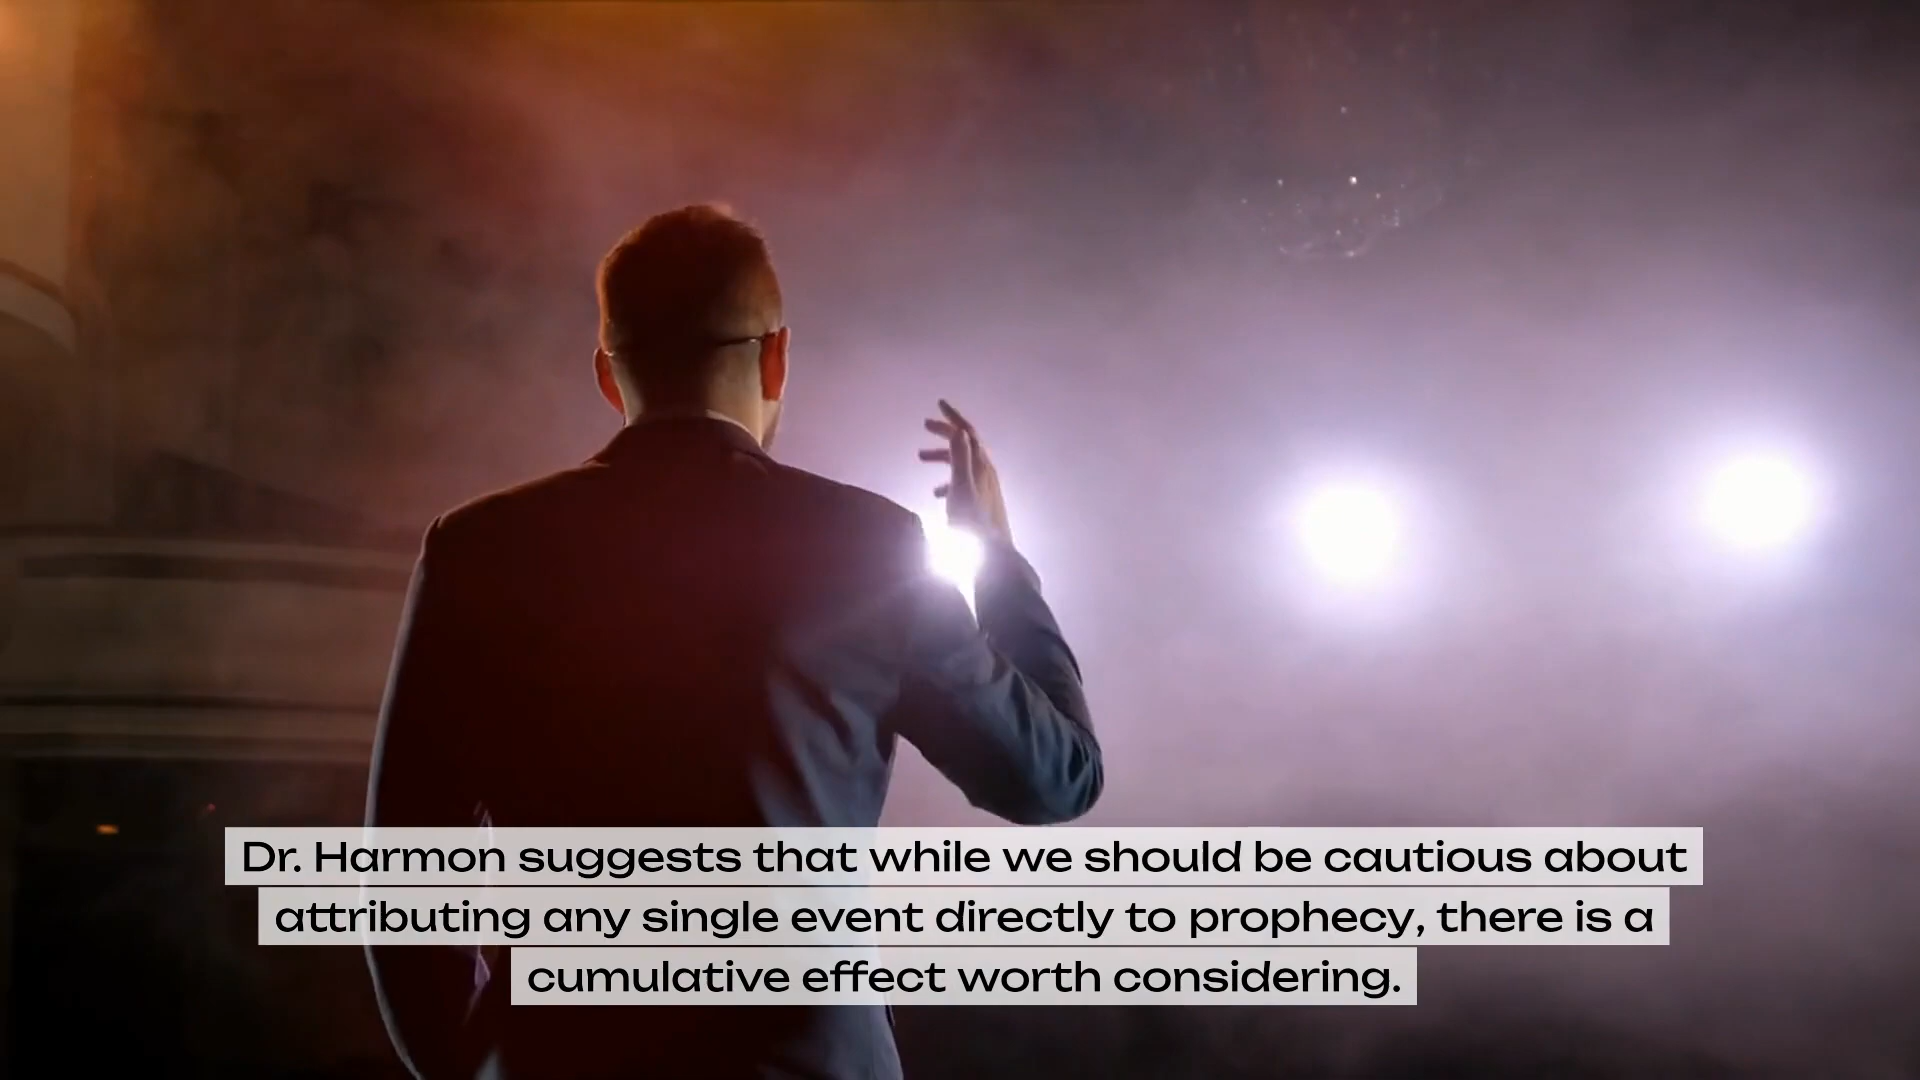 Dr. Harmon suggests that while we should be cautious about
attributing any single event directly to prophecy, there is a
cumulative effect worth considering.